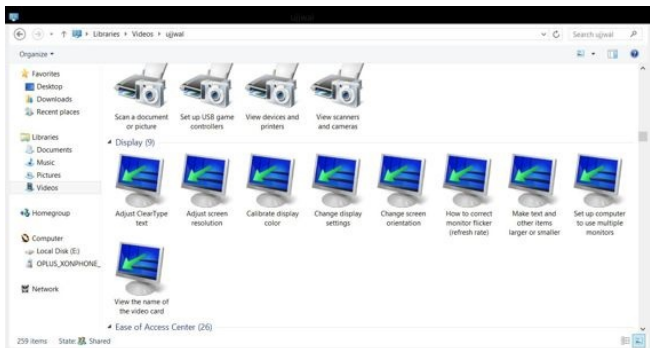 ujjwal
Libraries ▸ Videos ▸ ujjwal
Search ujjwal
Organize
Favorites
Desktop
Downloads
Recent places
Libraries
Documents
Music
Pictures
Videos
Homegroup
Computer
Local Disk (E:)
OPLUS_XONPHONE_
Network
Scan a document
or picture
Set up USB game
controllers
View devices and
printers
View scanners
and cameras
Display (9)
Adjust ClearType
text
Adjust screen
resolution
Calibrate display
color
Change display
settings
Change screen
orientation
How to correct
monitor flicker
(refresh rate)
Make text and
other items
larger or smaller
Set up computer
to use multiple
monitors
View the name of
the video card
Ease of Access Center (26)
259 items State: Shared